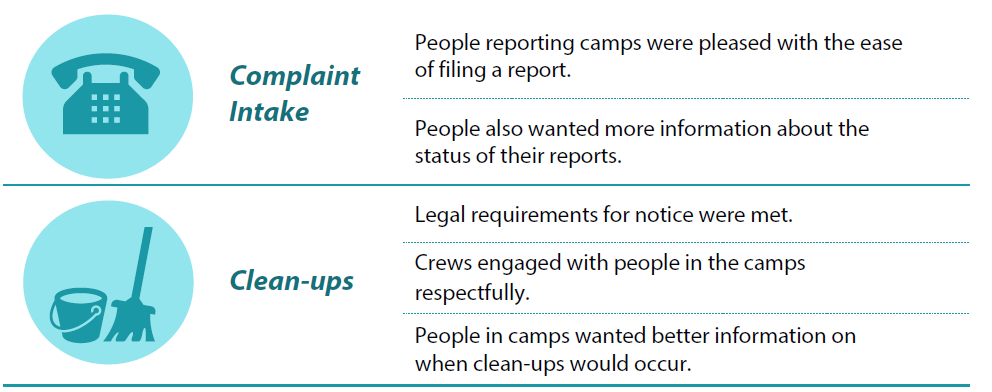 Complaint
Intake
People reporting camps were pleased with the ease
of filing a report.
People also wanted more information about the
status of their reports.
Clean-ups
Legal requirements for notice were met.
Crews engaged with people in the camps
respectfully.
People in camps wanted better information on
when clean-ups would occur.